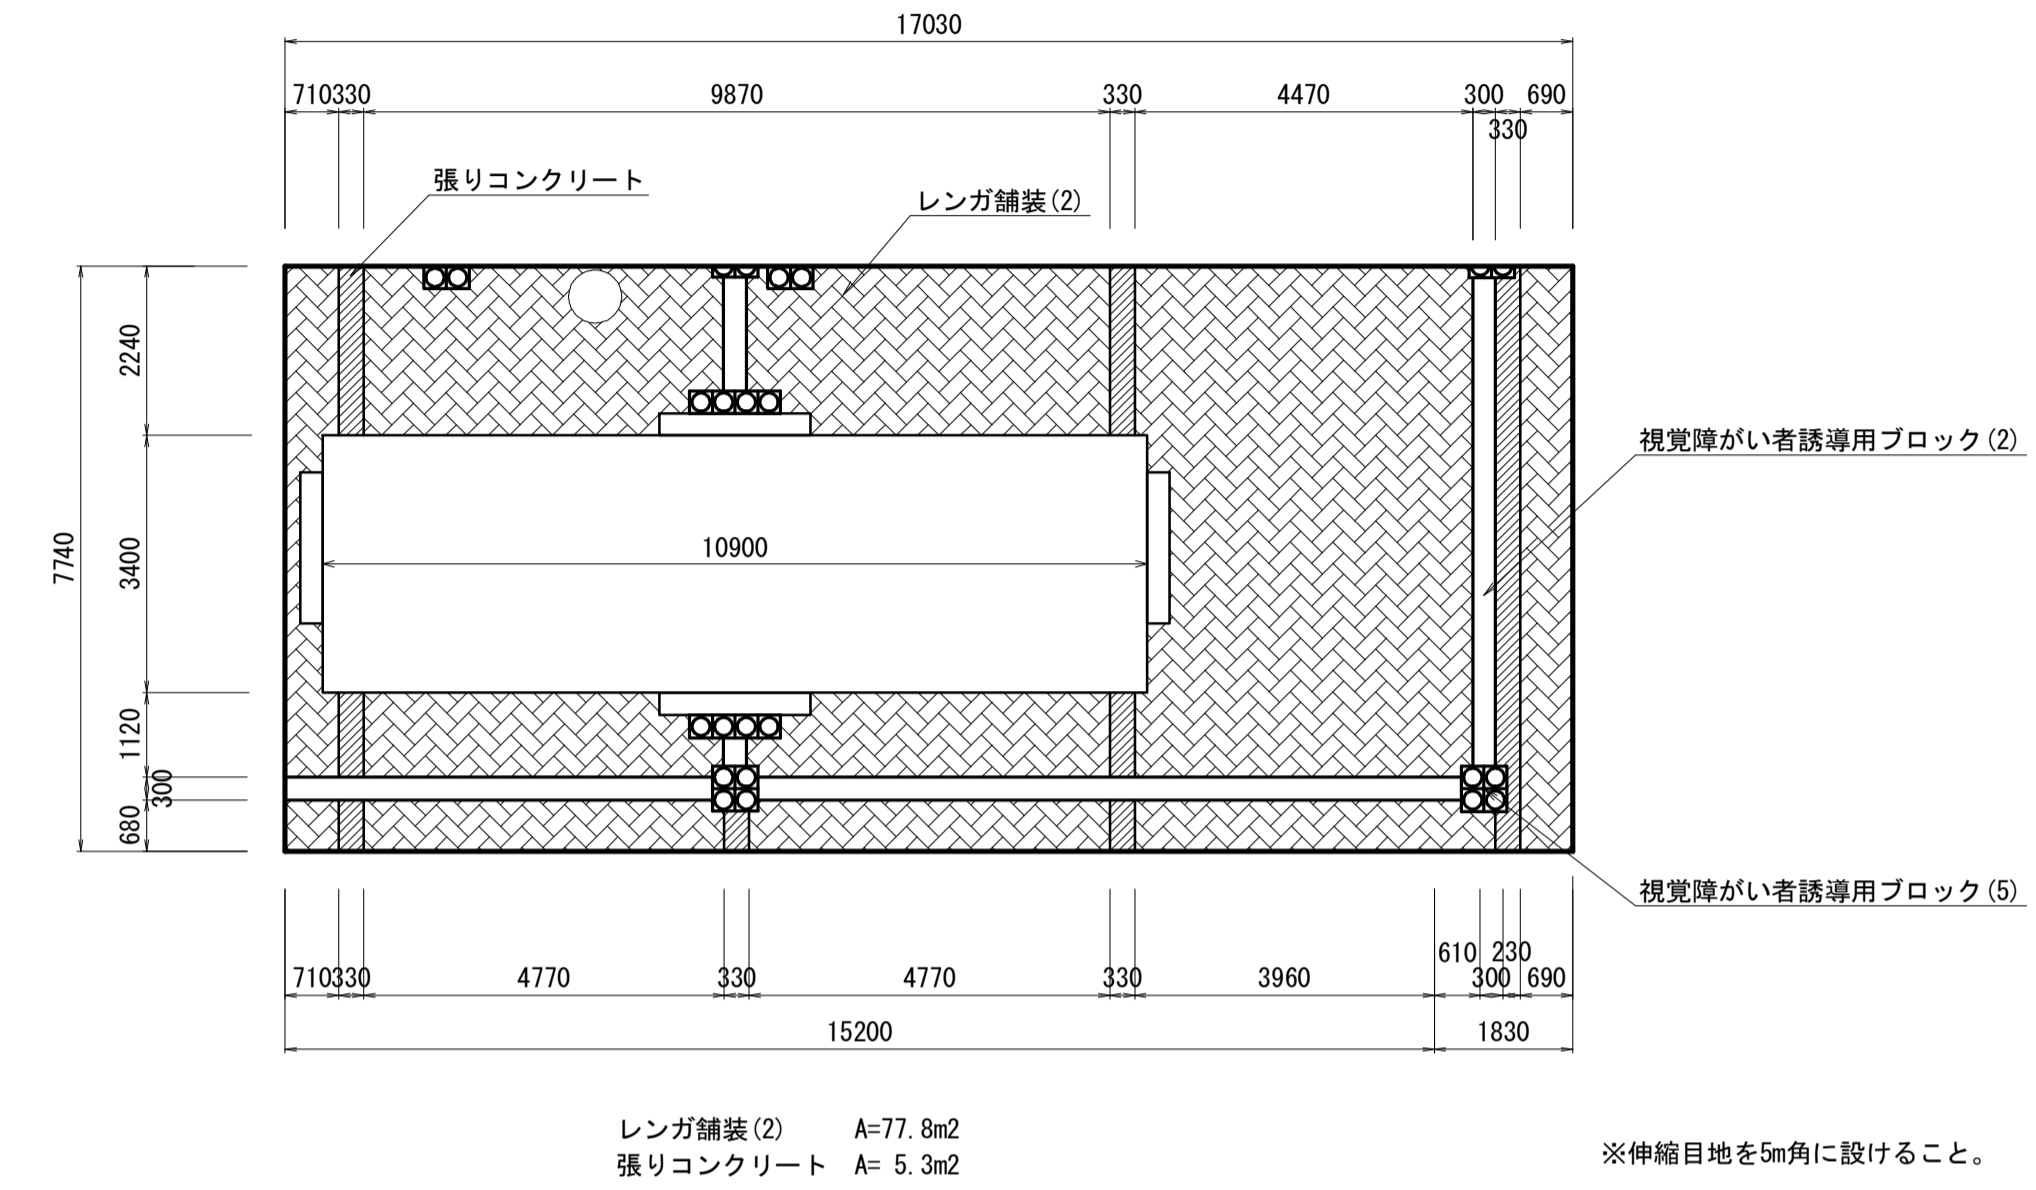 17030
710 330 9870 330 4470 300 690
330
張りコンクリート
レンガ舗装(2)
2240
視覚障がい者誘導用ブロック(2)
7740
3400
10900
1120
300
680
視覚障がい者誘導用ブロック(5)
610 230
710 330 4770 330 4770 330 3960 300 690
15200 1830
レンガ舗装(2) A=77.8m2
張りコンクリート A= 5.3m2
※伸縮目地を5m角に設けること。